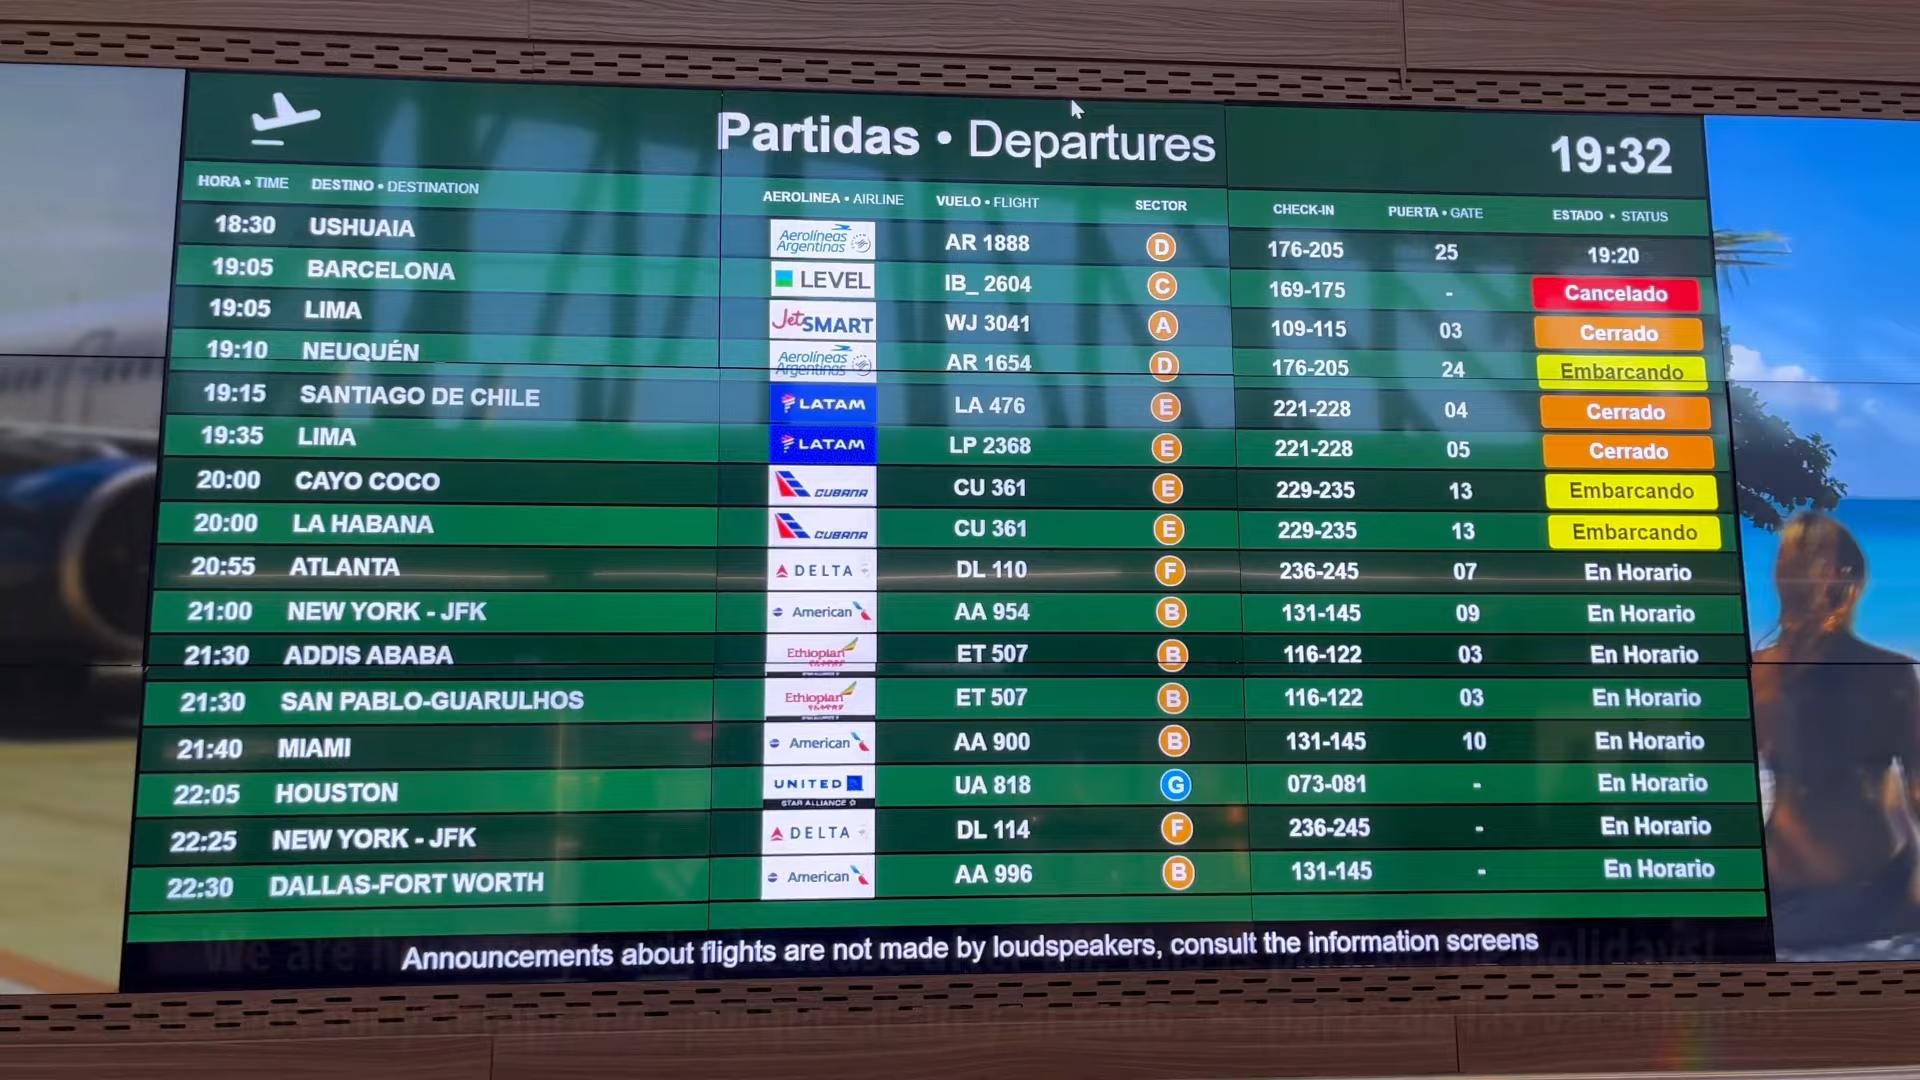 Partidas • Departures
19:32
HORA • TIME DESTINO • DESTINATION AEROLINEA • AIRLINE VUELO • FLIGHT SECTOR CHECK-IN PUERTA • GATE ESTADO • STATUS
18:30 USHUAIA Aerolíneas Argentinas AR 1888 D 176-205 25 19:20
19:05 BARCELONA LEVEL IB_ 2604 C 169-175 - Cancelado
19:05 LIMA JetSMART WJ 3041 A 109-115 03 Cerrado
19:10 NEUQUÉN Aerolíneas Argentinas AR 1654 D 176-205 24 Embarcando
19:15 SANTIAGO DE CHILE LATAM LA 476 E 221-228 04 Cerrado
19:35 LIMA LATAM LP 2368 E 221-228 05 Cerrado
20:00 CAYO COCO CUBANA CU 361 E 229-235 13 Embarcando
20:00 LA HABANA CUBANA CU 361 E 229-235 13 Embarcando
20:55 ATLANTA DELTA DL 110 F 236-245 07 En Horario
21:00 NEW YORK - JFK American AA 954 B 131-145 09 En Horario
21:30 ADDIS ABABA Ethiopian ET 507 B 116-122 03 En Horario
21:30 SAN PABLO-GUARULHOS Ethiopian ET 507 B 116-122 03 En Horario
21:40 MIAMI American AA 900 B 131-145 10 En Horario
22:05 HOUSTON UNITED STAR ALLIANCE UA 818 G 073-081 - En Horario
22:25 NEW YORK - JFK DELTA DL 114 F 236-245 - En Horario
22:30 DALLAS-FORT WORTH American AA 996 B 131-145 - En Horario
Announcements about flights are not made by loudspeakers, consult the information screens